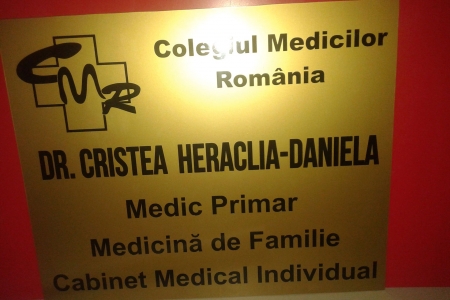 Colegiul Medicilor
România
CMR
DR. CRISTEA HERACLIA-DANIELA
Medic Primar
Medicină de Familie
Cabinet Medical Individual